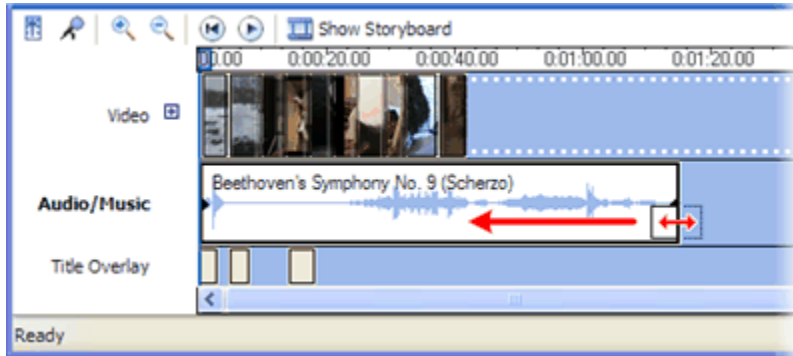 Show Storyboard
0.00 0:00:20.00 0:00:40.00 0:01:00.00 0:01:20.00
Video
Beethoven's Symphony No. 9 (Scherzo)
Audio/Music
Title Overlay
Ready